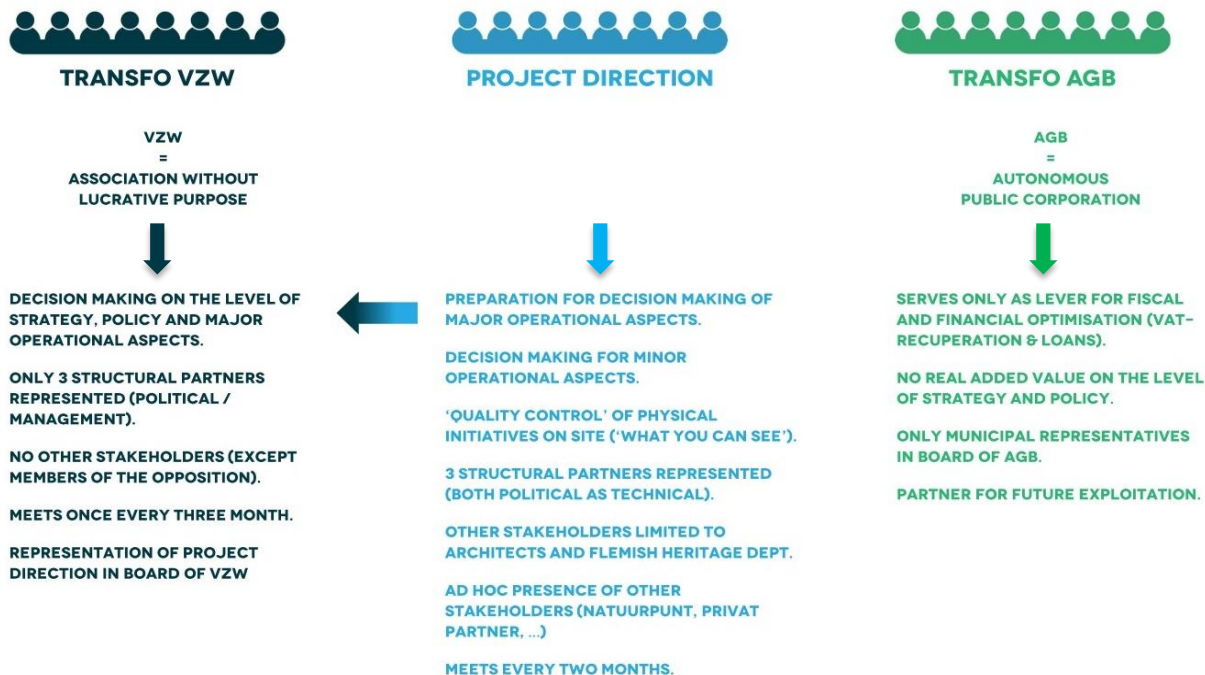 TRANSFO VZW
VZW
=
ASSOCIATION WITHOUT
LUCRATIVE PURPOSE
DECISION MAKING ON THE LEVEL OF
STRATEGY, POLICY AND MAJOR
OPERATIONAL ASPECTS.
ONLY 3 STRUCTURAL PARTNERS
REPRESENTED (POLITICAL /
MANAGEMENT).
NO OTHER STAKEHOLDERS (EXCEPT
MEMBERS OF THE OPPOSITION).
MEETS ONCE EVERY THREE MONTH.
REPRESENTATION OF PROJECT
DIRECTION IN BOARD OF VZW
PROJECT DIRECTION
PREPARATION FOR DECISION MAKING OF
MAJOR OPERATIONAL ASPECTS.
DECISION MAKING FOR MINOR
OPERATIONAL ASPECTS.
‘QUALITY CONTROL’ OF PHYSICAL
INITIATIVES ON SITE (‘WHAT YOU CAN SEE’).
3 STRUCTURAL PARTNERS REPRESENTED
(BOTH POLITICAL AS TECHNICAL).
OTHER STAKEHOLDERS LIMITED TO
ARCHITECTS AND FLEMISH HERITAGE DEPT.
AD HOC PRESENCE OF OTHER
STAKEHOLDERS (NATUURPUNT, PRIVAT
PARTNER, ...)
MEETS EVERY TWO MONTHS.
TRANSFO AGB
AGB
=
AUTONOMOUS
PUBLIC CORPORATION
SERVES ONLY AS LEVER FOR FISCAL
AND FINANCIAL OPTIMISATION (VAT-
RECUPERATION & LOANS).
NO REAL ADDED VALUE ON THE LEVEL
OF STRATEGY AND POLICY.
ONLY MUNICIPAL REPRESENTATIVES
IN BOARD OF AGB.
PARTNER FOR FUTURE EXPLOITATION.